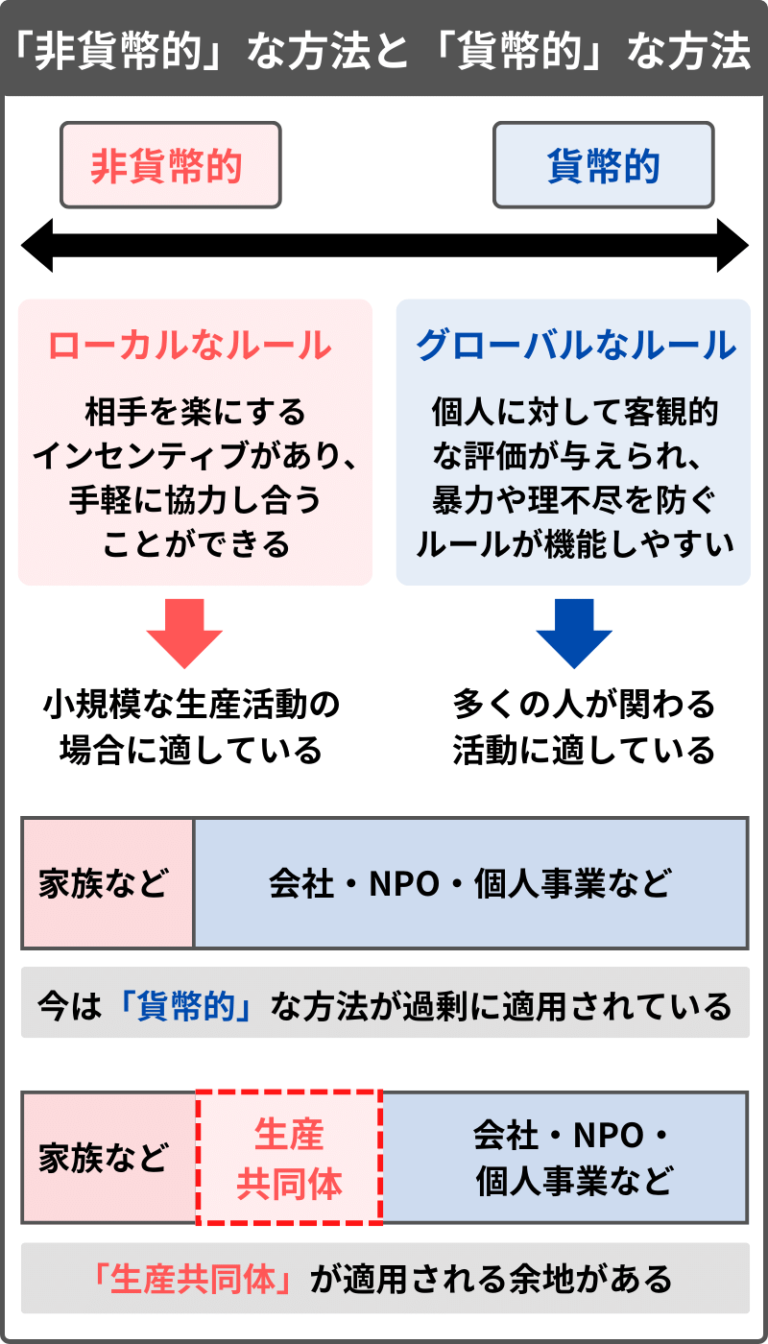 「非貨幣的」な方法と「貨幣的」な方法
非貨幣的
貨幣的
ローカルなルール
相手を楽にする
インセンティブがあり、
手軽に協力し合う
ことができる
グローバルなルール
個人に対して客観的
な評価が与えられ、
暴力や理不尽を防ぐ
ルールが機能しやすい
小規模な生産活動の
場合に適している
多くの人が関わる
活動に適している
家族など
会社・NPO・個人事業など
今は「貨幣的」な方法が過剰に適用されている
家族など
生産
共同体
会社・NPO・
個人事業など
「生産共同体」が適用される余地がある